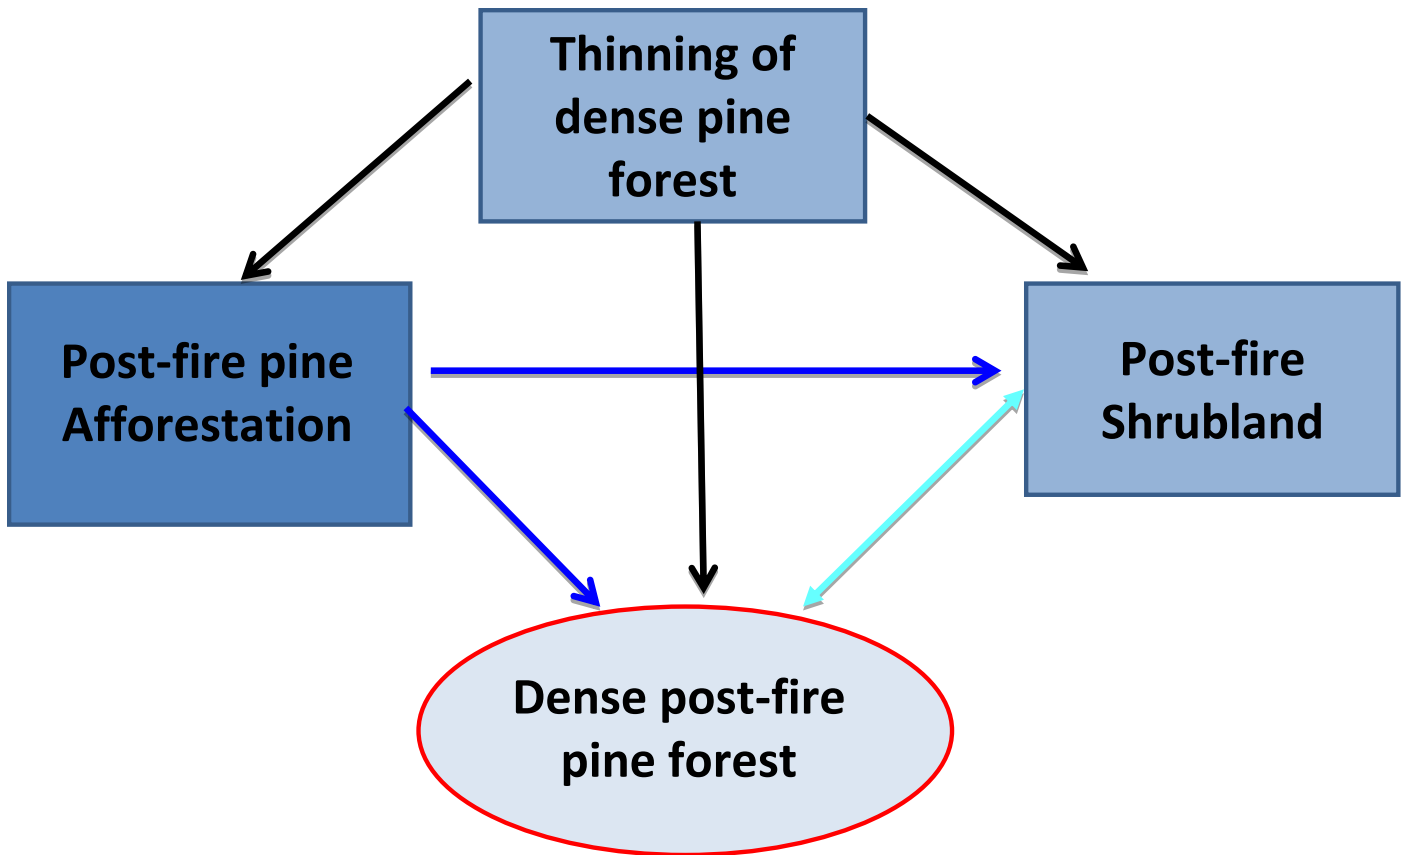 Thinning of
dense pine
forest
Post-fire pine
Afforestation
Post-fire
Shrubland
Dense post-fire
pine forest